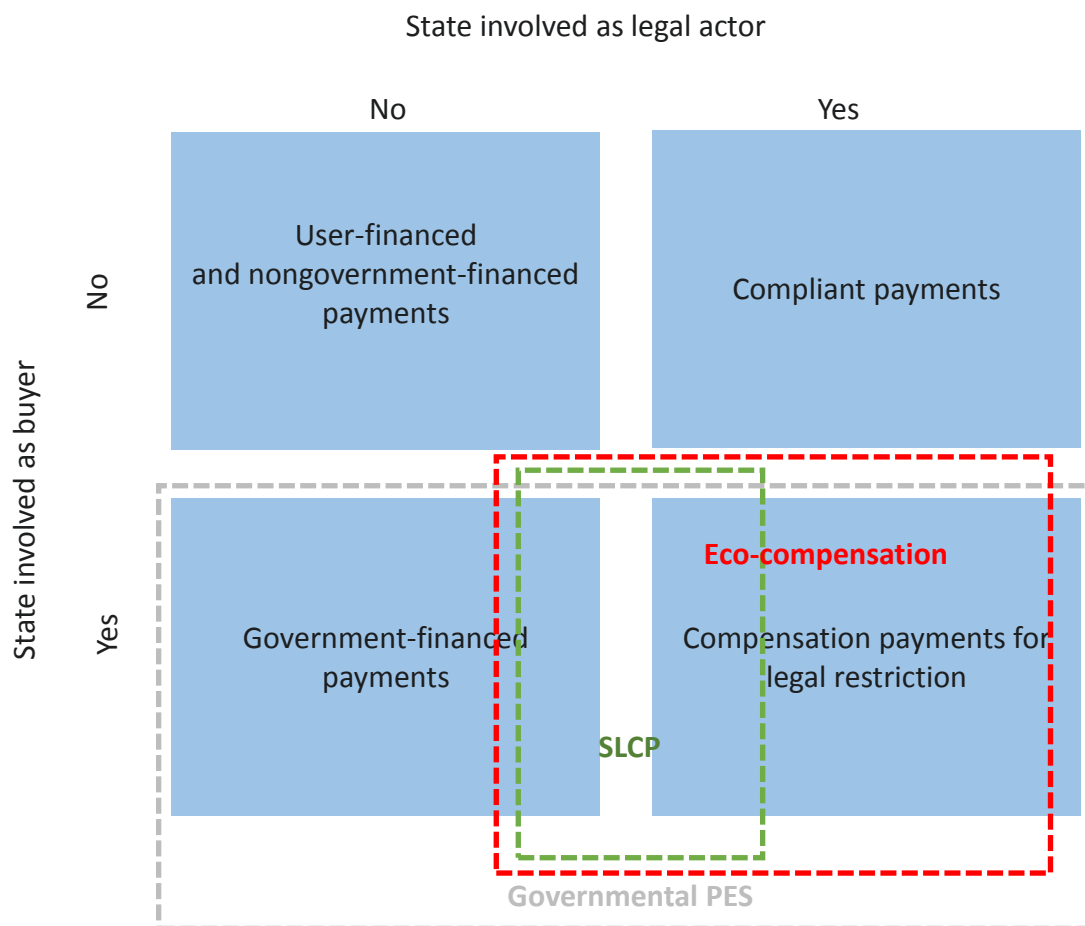 State involved as legal actor
No
Yes
State involved as buyer
No
User-financed
and nongovernment-financed
payments
Compliant payments
Yes
Eco-compensation
Government-financed
payments
Compensation payments for
legal restriction
SLCP
Governmental PES